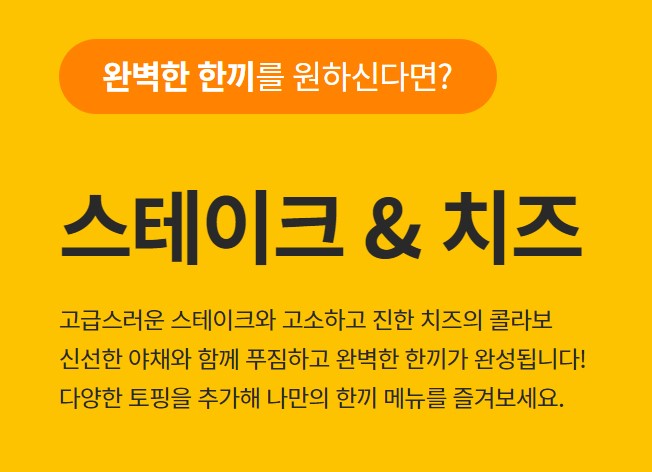 완벽한 한끼를 원하신다면?
스테이크 & 치즈
고급스러운 스테이크와 고소하고 진한 치즈의 콜라보
신선한 야채와 함께 푸짐하고 완벽한 한끼가 완성됩니다!
다양한 토핑을 추가해 나만의 한끼 메뉴를 즐겨보세요.